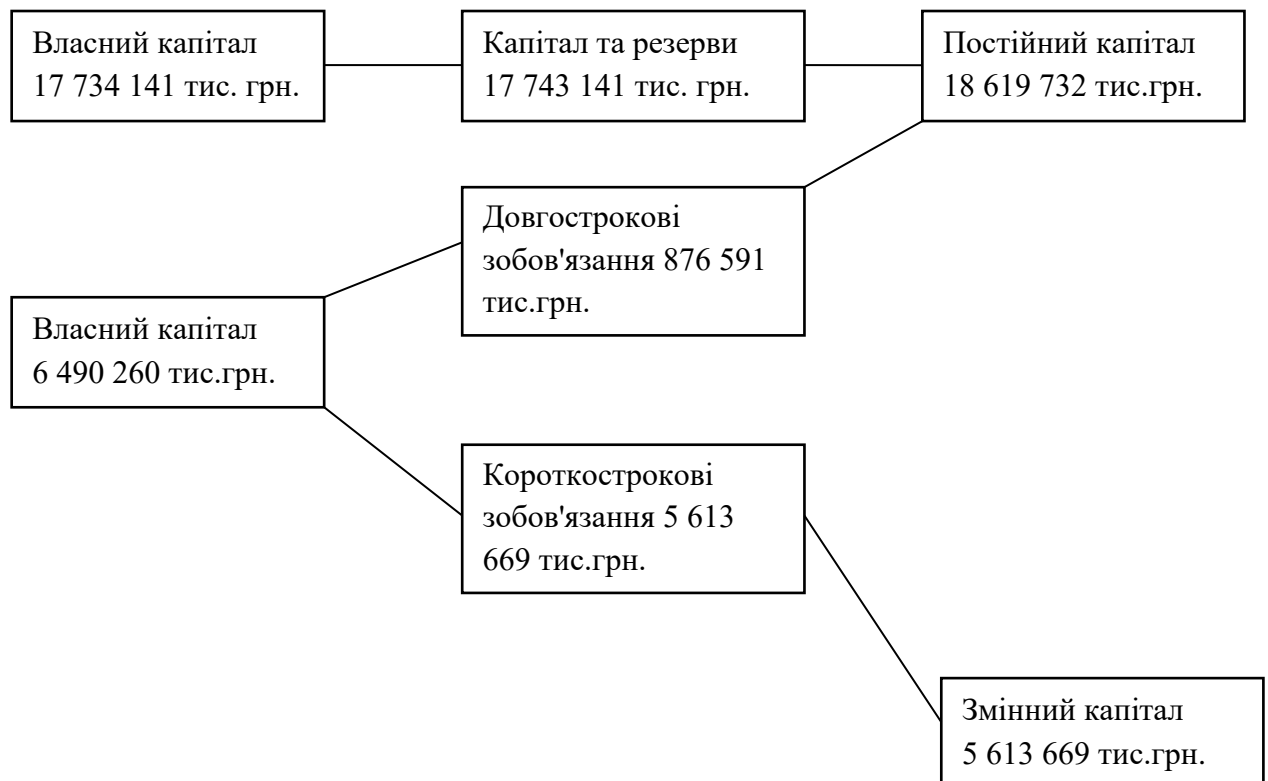 Власний капітал
17 734 141 тис. грн.
Капітал та резерви
17 743 141 тис. грн.
Постійний капітал
18 619 732 тис.грн.
Довгострокові
зобов'язання 876 591
тис.грн.
Власний капітал
6 490 260 тис.грн.
Короткострокові
зобов'язання 5 613
669 тис.грн.
Змінний капітал
5 613 669 тис.грн.